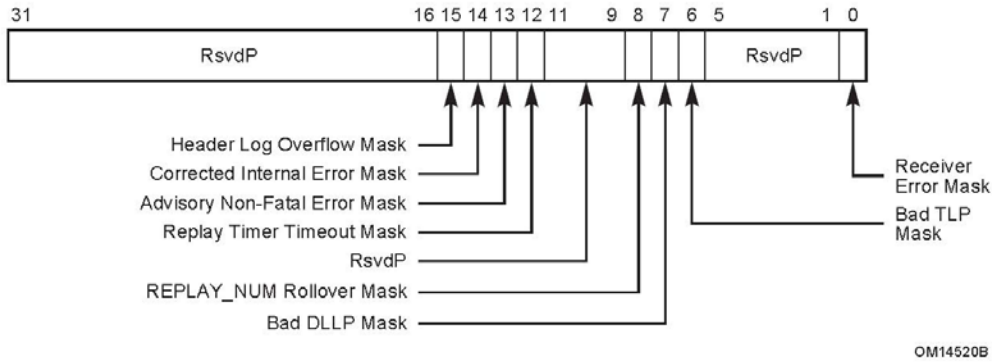 31 16 15 14 13 12 11 9 8 7 6 5 1 0
RsvdP RsvdP
Header Log Overflow Mask
Corrected Internal Error Mask
Advisory Non-Fatal Error Mask
Replay Timer Timeout Mask
RsvdP
REPLAY_NUM Rollover Mask
Bad DLLP Mask
Receiver
Error Mask
Bad TLP
Mask
OM14520B